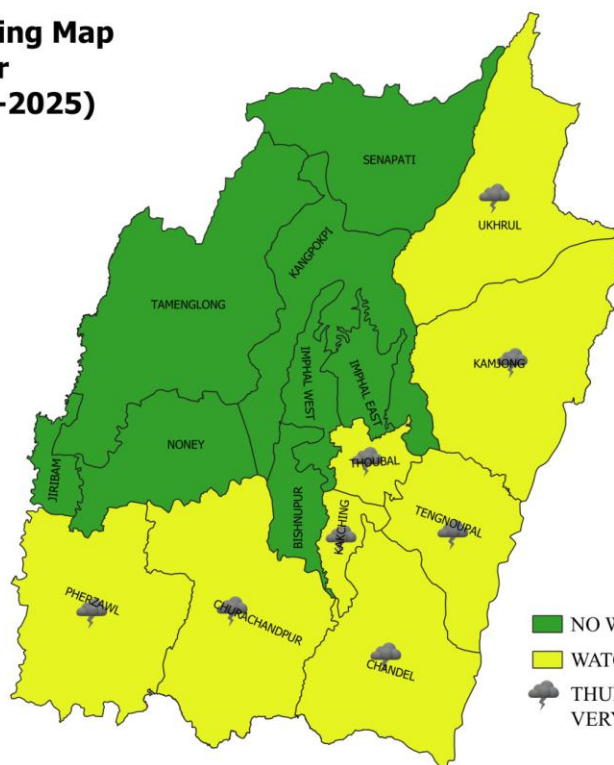 ing Map
r
-2025)
SENAPATI
UKHRUL
KANGPOKPI
TAMENGLONG
KAMJONG
IMPHAL WEST
IMPHAL EAST
NONEY
THOUBAL
JIRIBAM
BISHNUPUR
KAKCHING
TENGNOUPAL
PHERZAWL
CHURACHANDPUR
CHANDEL
NO W
WATC
THU
VERY